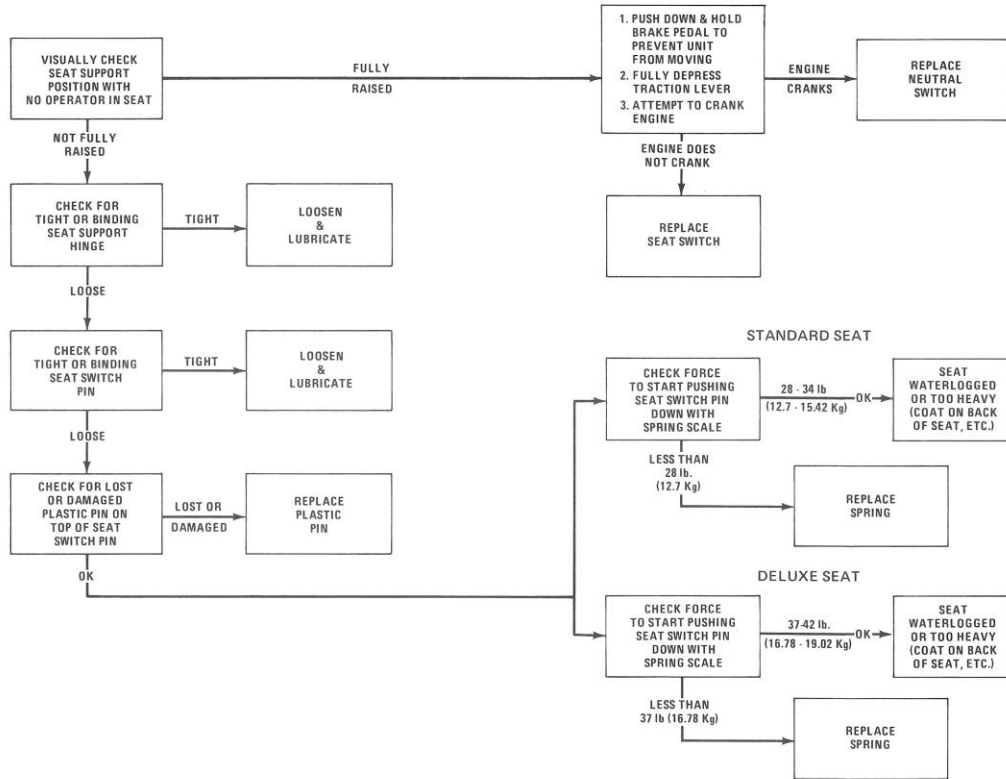 VISUALLY CHECK
SEAT SUPPORT
POSITION WITH
NO OPERATOR IN SEAT
FULLY
RAISED
1. PUSH DOWN & HOLD
BRAKE PEDAL TO
PREVENT UNIT
FROM MOVING
2. FULLY DEPRESS
TRACTION LEVER
3. ATTEMPT TO CRANK
ENGINE
ENGINE
CRANKS
REPLACE
NEUTRAL
SWITCH
NOT FULLY
RAISED
ENGINE DOES
NOT CRANK
REPLACE
SEAT SWITCH
CHECK FOR
TIGHT OR BINDING
SEAT SUPPORT
HINGE
TIGHT
LOOSEN
&
LUBRICATE
LOOSE
CHECK FOR
TIGHT OR BINDING
SEAT SWITCH
PIN
TIGHT
LOOSEN
&
LUBRICATE
LOOSE
CHECK FOR LOST
OR DAMAGED
PLASTIC PIN ON
TOP OF SEAT
SWITCH PIN
LOST OR
DAMAGED
REPLACE
PLASTIC
PIN
OK
STANDARD SEAT
CHECK FORCE
TO START PUSHING
SEAT SWITCH PIN
DOWN WITH
SPRING SCALE
28 - 34 lb
(12.7 - 15.42 Kg)
OK
SEAT
WATERLOGGED
OR TOO HEAVY
(COAT ON BACK
OF SEAT, ETC.)
LESS THAN
28 lb.
(12.7 Kg)
REPLACE
SPRING
DELUXE SEAT
CHECK FORCE
TO START PUSHING
SEAT SWITCH PIN
DOWN WITH
SPRING SCALE
37-42 lb.
(16.78 - 19.02 Kg)
OK
SEAT
WATERLOGGED
OR TOO HEAVY
(COAT ON BACK
OF SEAT, ETC.)
LESS THAN
37 lb (16.78 Kg)
REPLACE
SPRING